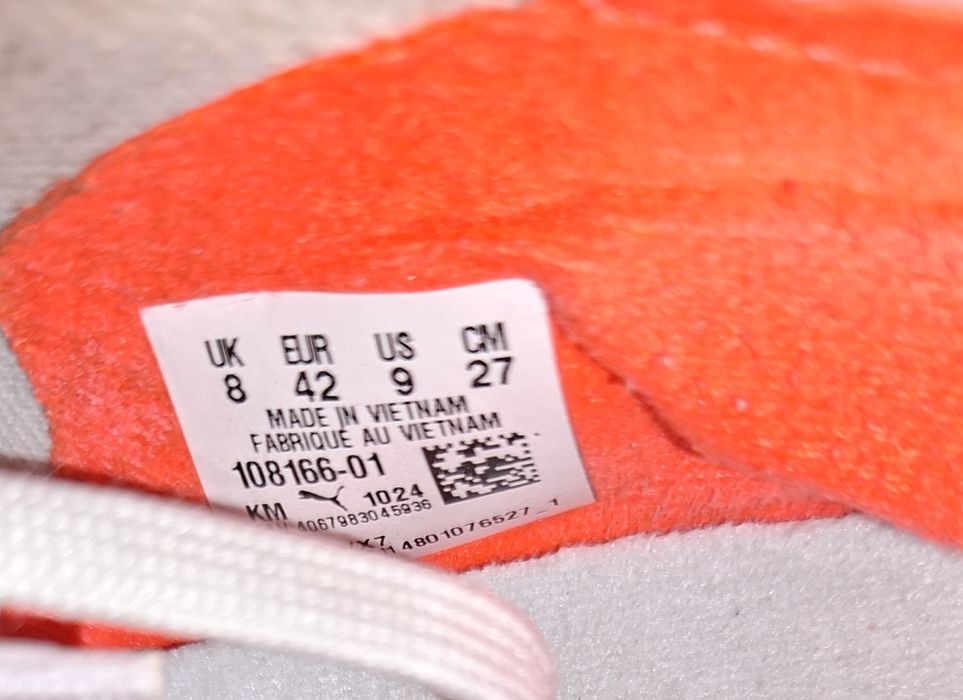 UK EUR US CM
8 42 9 27
MADE IN VIETNAM
FABRIQUE AU VIETNAM
108166-01
KM 1024
4067983045936
4801076527_1